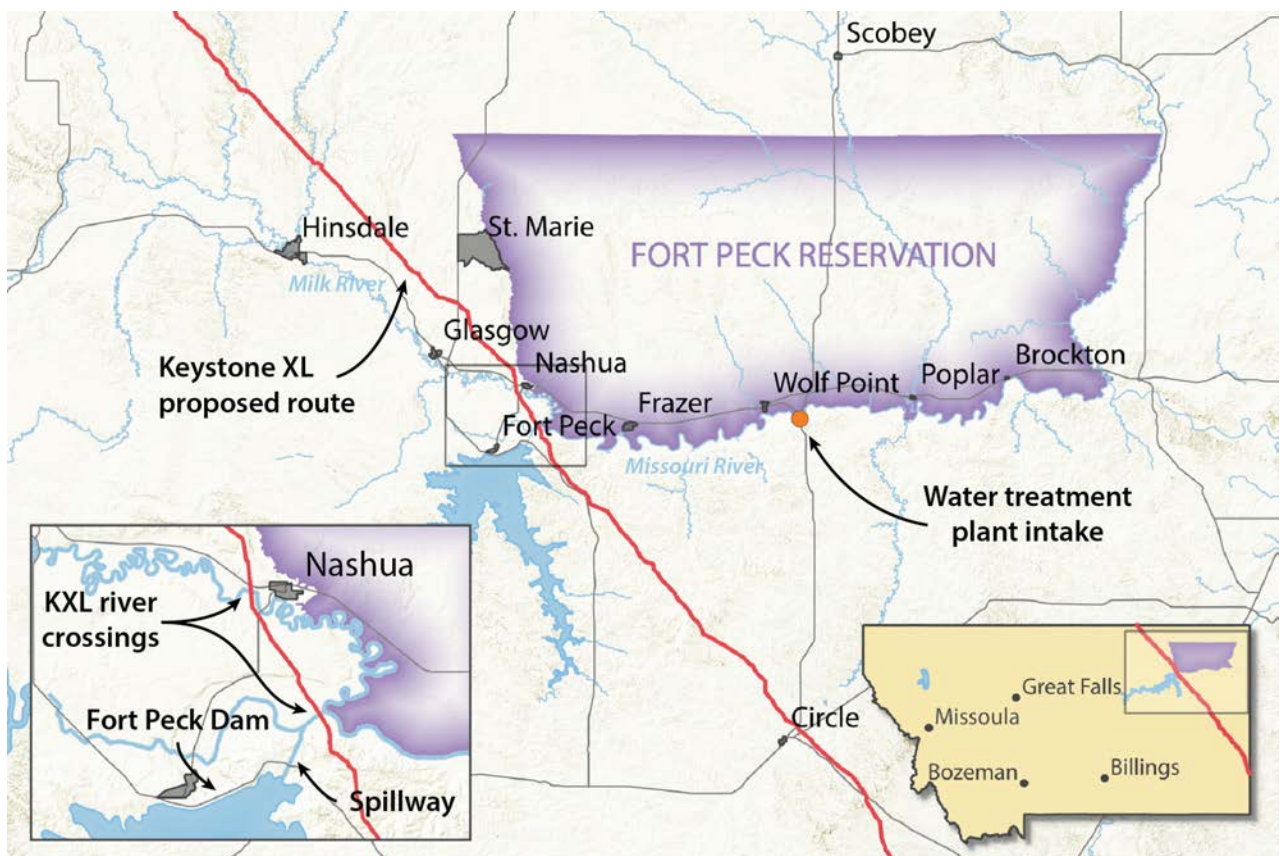 Scobey
Hinsdale
St. Marie
FORT PECK RESERVATION
Milk River
Glasgow
Keystone XL
proposed route
Nashua
Brockton
Poplar
Wolf Point
Frazer
Fort Peck
Missouri River
Water treatment
plant intake
Nashua
KXL river
crossings
Fort Peck Dam
Spillway
Circle
Great Falls
Missoula
Bozeman
Billings